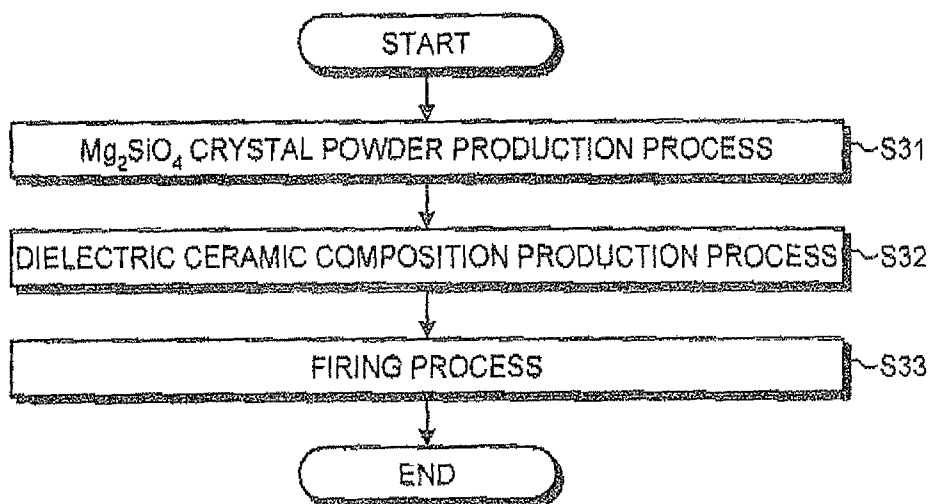 START
Mg₂SiO₄ CRYSTAL POWDER PRODUCTION PROCESS
S31
DIELECTRIC CERAMIC COMPOSITION PRODUCTION PROCESS
S32
FIRING PROCESS
S33
END